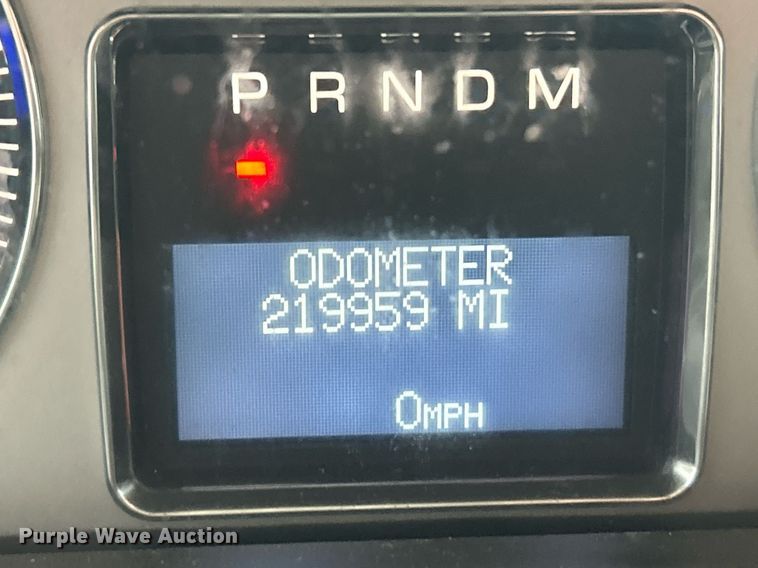 P R N D M
ODOMETER
219959 MI
0MPH
Purple Wave Auction